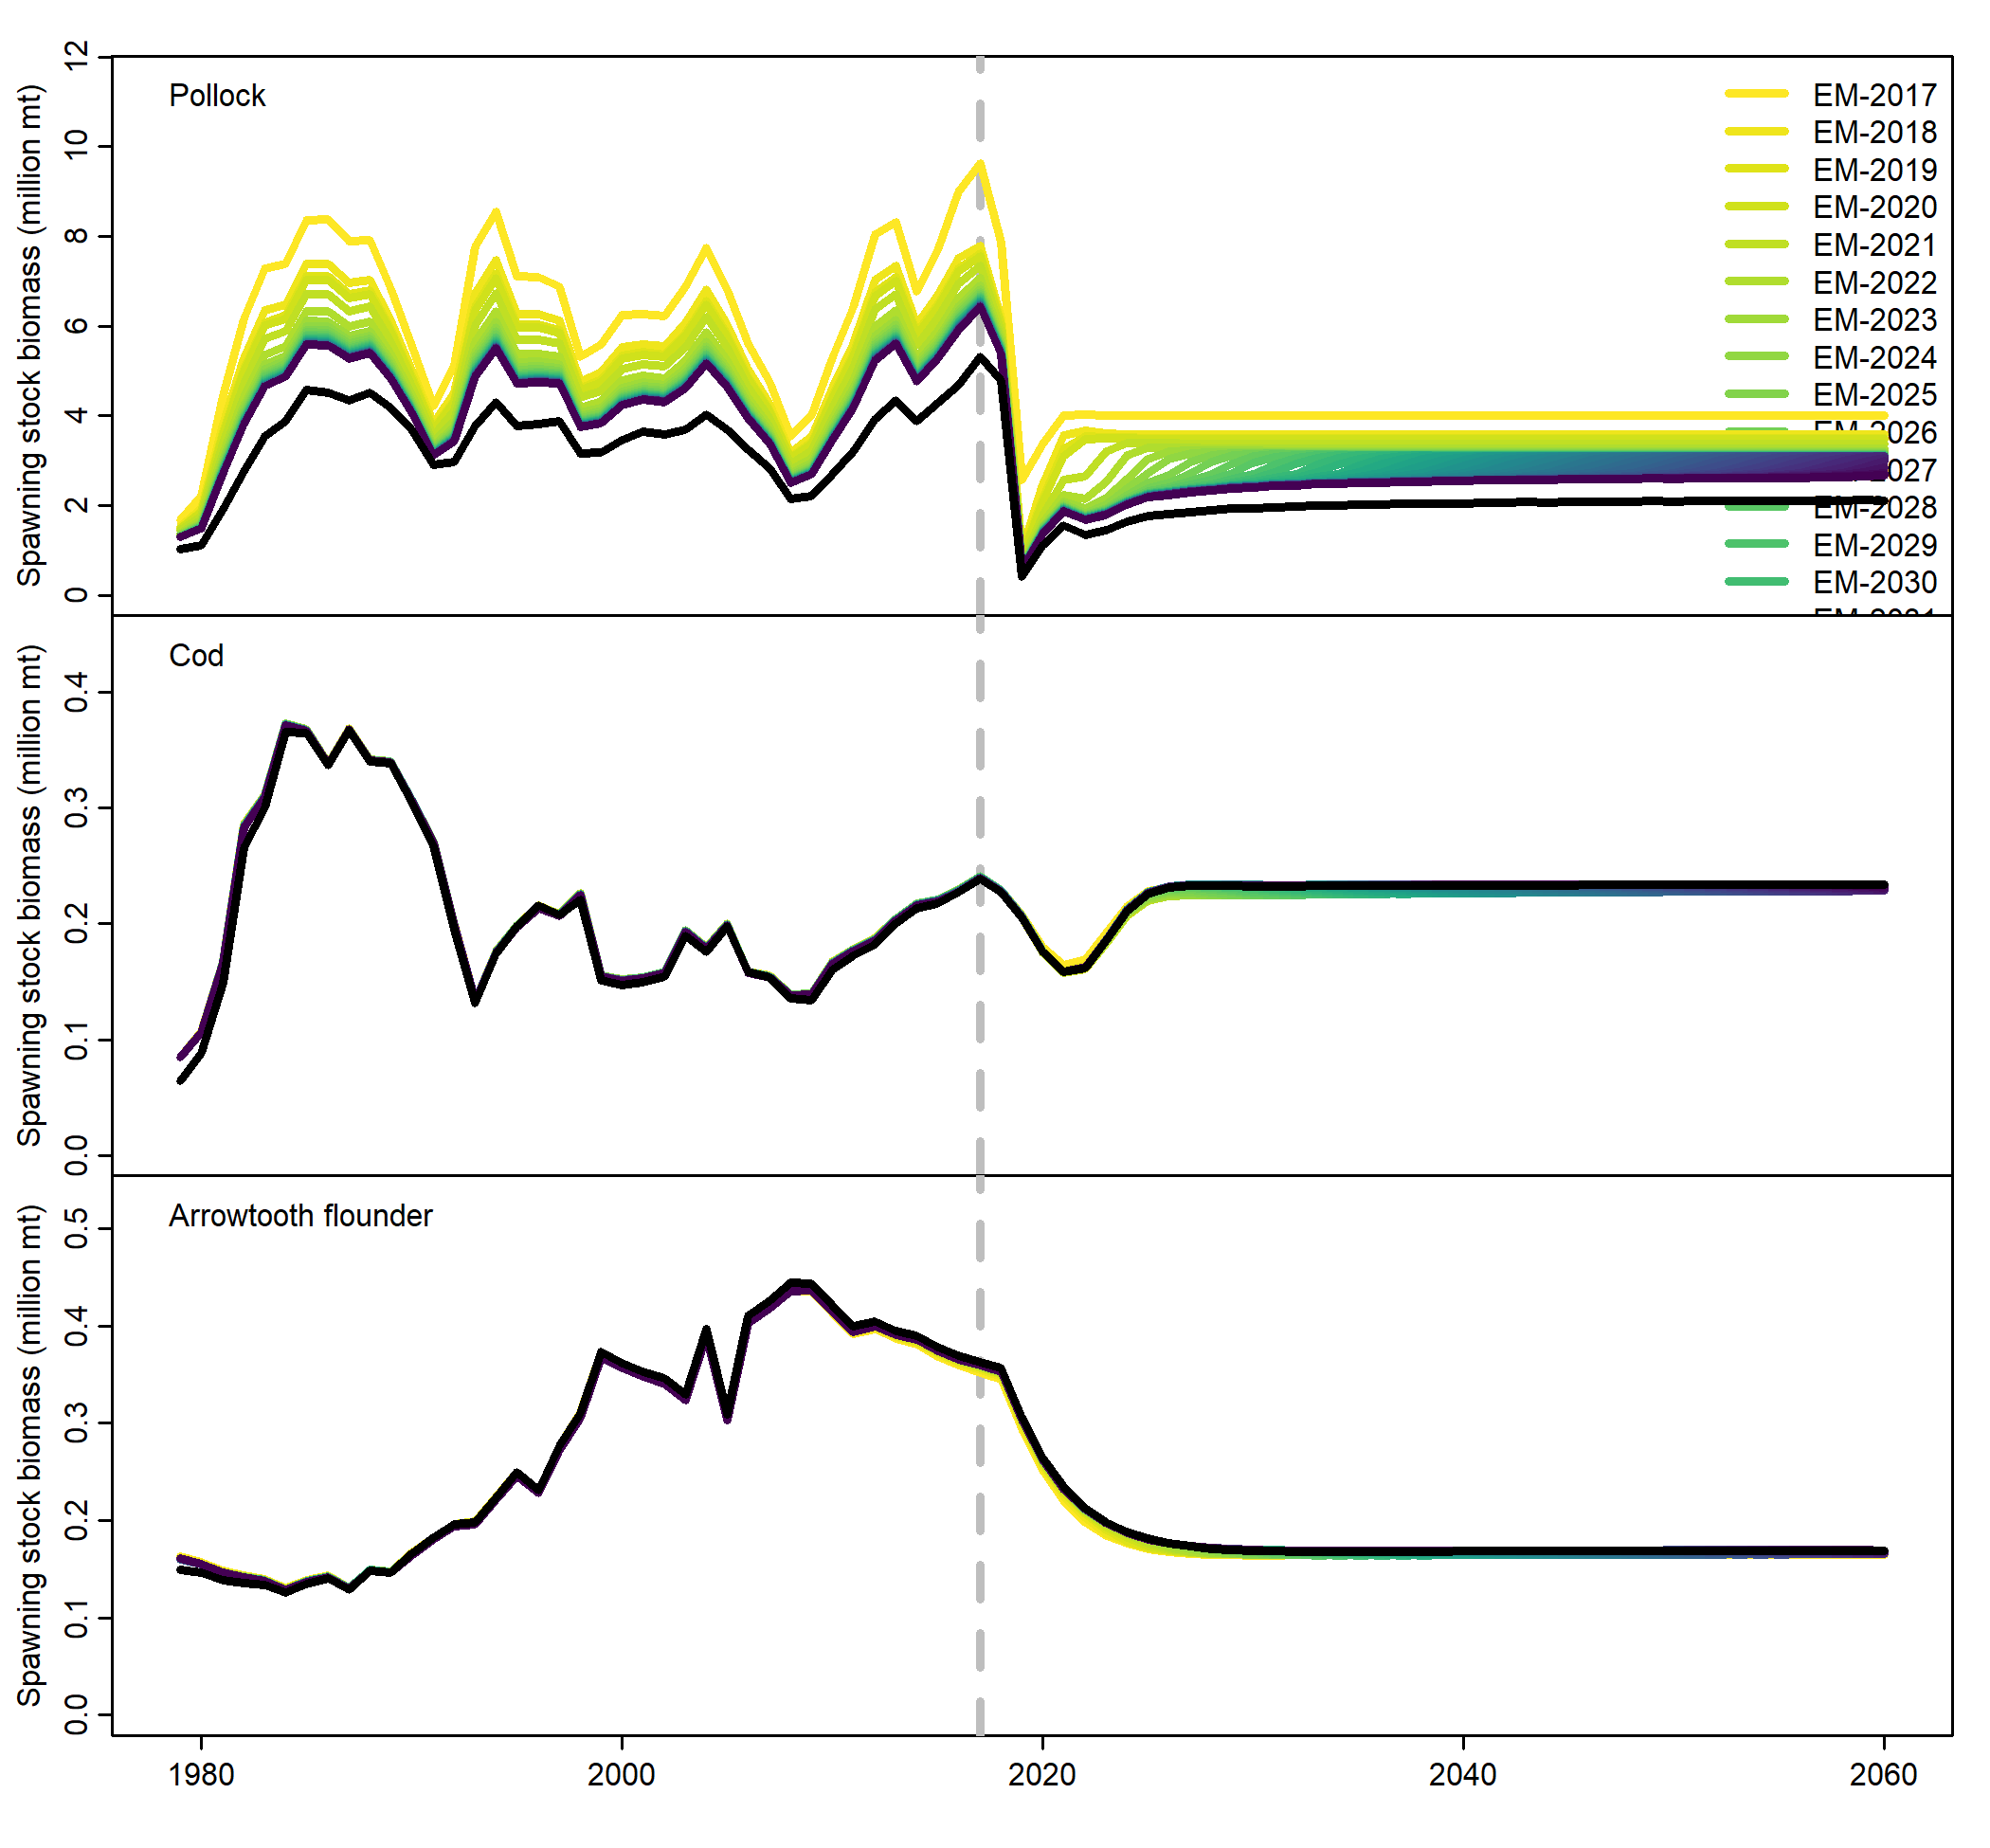 Spawning stock biomass (million mt)
12
10
8
6
4
2
0
Pollock
EM-2017
EM-2018
EM-2019
EM-2020
EM-2021
EM-2022
EM-2023
EM-2024
EM-2025
EM-2026
027
EM-2028
EM-2029
EM-2030
Spawning stock biomass (million mt)
0.4
0.3
0.2
0.1
0.0
Cod
Spawning stock biomass (million mt)
0.5
0.4
0.3
0.2
0.1
0.0
Arrowtooth flounder
1980 2000 2020 2040 2060